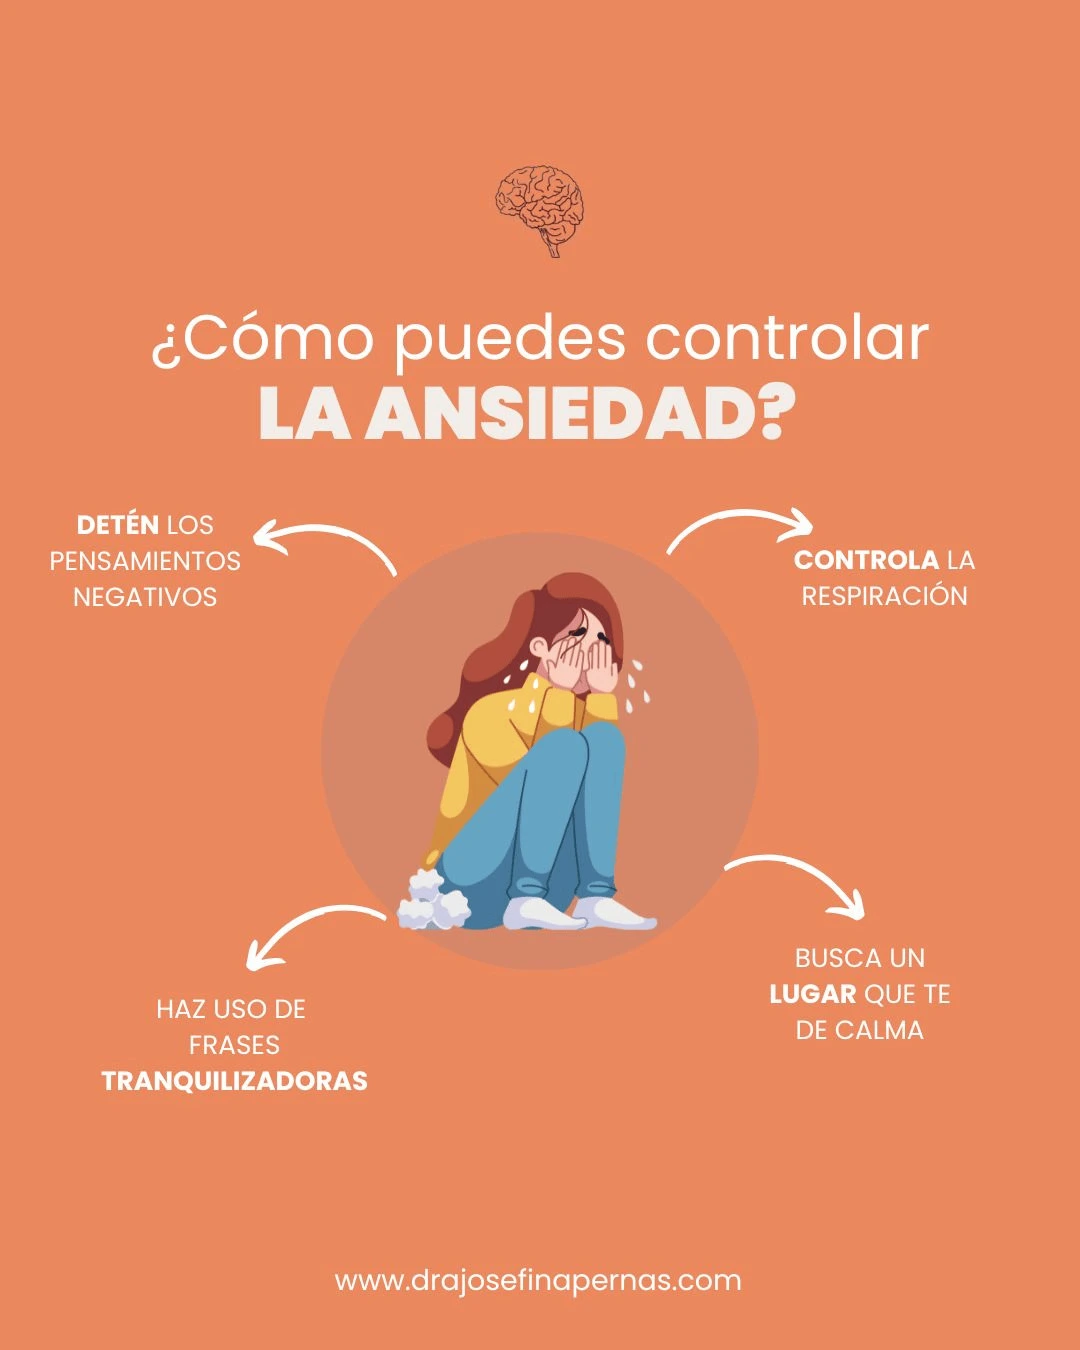 ¿Cómo puedes controlar
LA ANSIEDAD?
DETÉN LOS
PENSAMIENTOS
NEGATIVOS
CONTROLA LA
RESPIRACIÓN
HAZ USO DE
FRASES
TRANQUILIZADORAS
BUSCA UN
LUGAR QUE TE
DE CALMA
www.drajosefinapernas.com